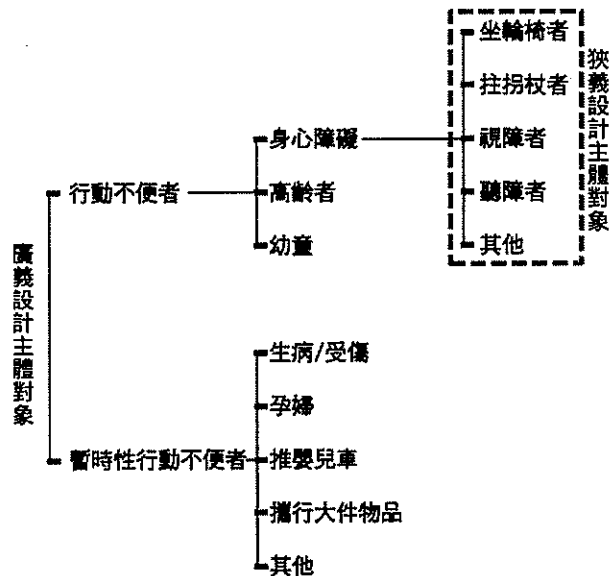 廣義設計主體對象
行動不便者
身心障礙
高齡者
幼童
坐輪椅者
拄拐杖者
視障者
聽障者
其他
狹義設計主體對象
暫時性行動不便者
生病/受傷
孕婦
推嬰兒車
攜行大件物品
其他